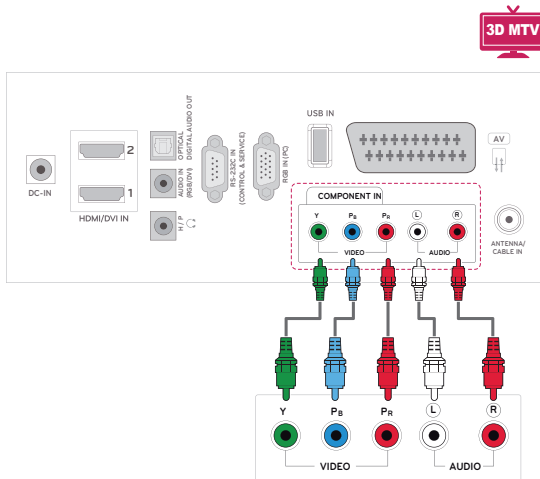 3D MTV
USB IN
AV
2
1
HDMI/DVI IN
DC-IN
OPTICAL
DIGITAL AUDIO OUT
AUDIO IN
(RGB/DVI)
H / P
RS-232C IN
(CONTROL & SERVICE)
RGB IN (PC)
COMPONENT IN
Y PB PR L R
VIDEO AUDIO
ANTENNA/
CABLE IN
Y PB PR L R
VIDEO AUDIO